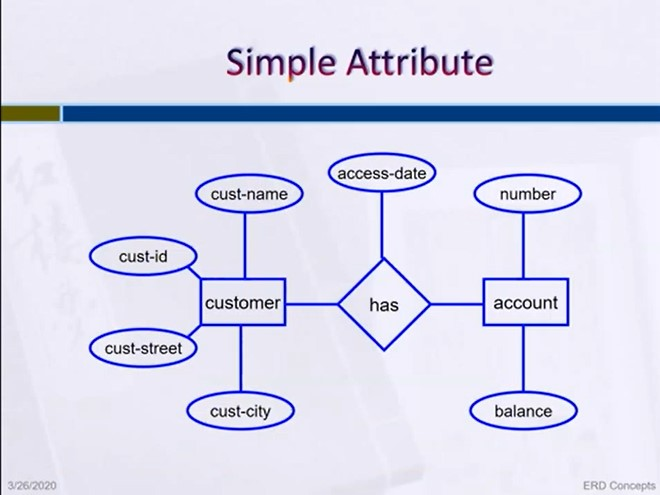 Simple Attribute
access-date
cust-name
number
cust-id
customer
has
account
cust-street
cust-city
balance
3/26/2020
ERD Concepts